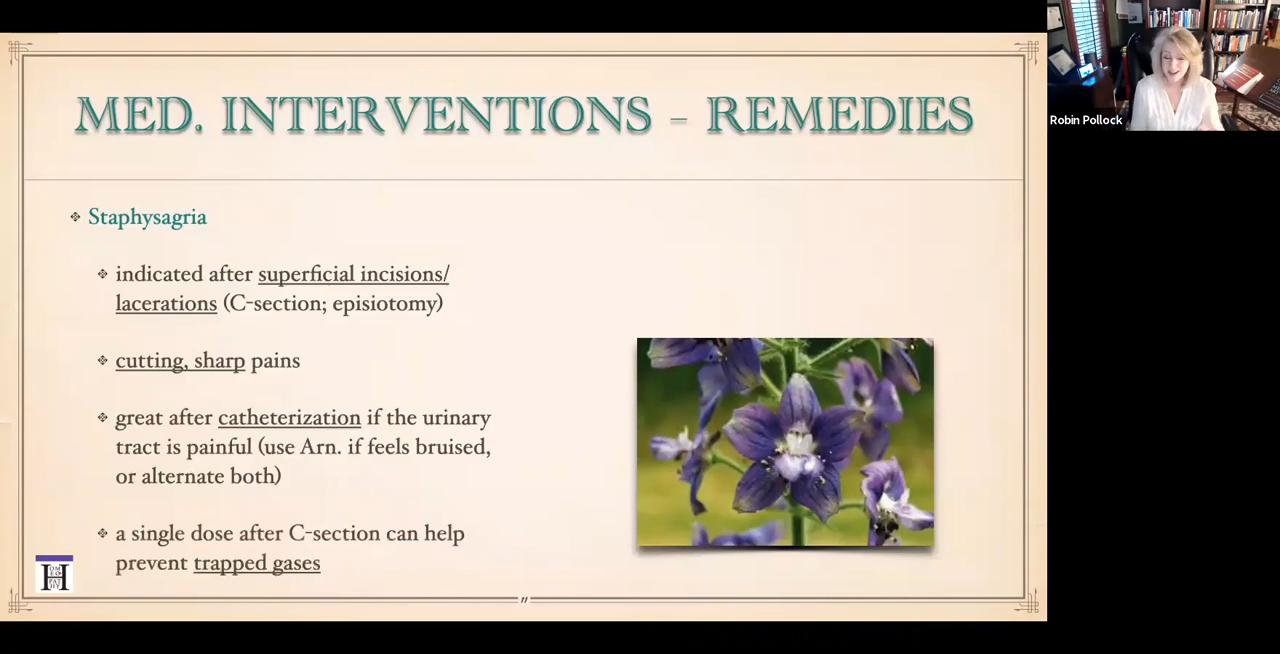 MED. INTERVENTIONS – REMEDIES
Staphysagria
indicated after superficial incisions/
lacerations (C-section; episiotomy)
cutting, sharp pains
great after catheterization if the urinary
tract is painful (use Arn. if feels bruised,
or alternate both)
a single dose after C-section can help
prevent trapped gases
Robin Pollock